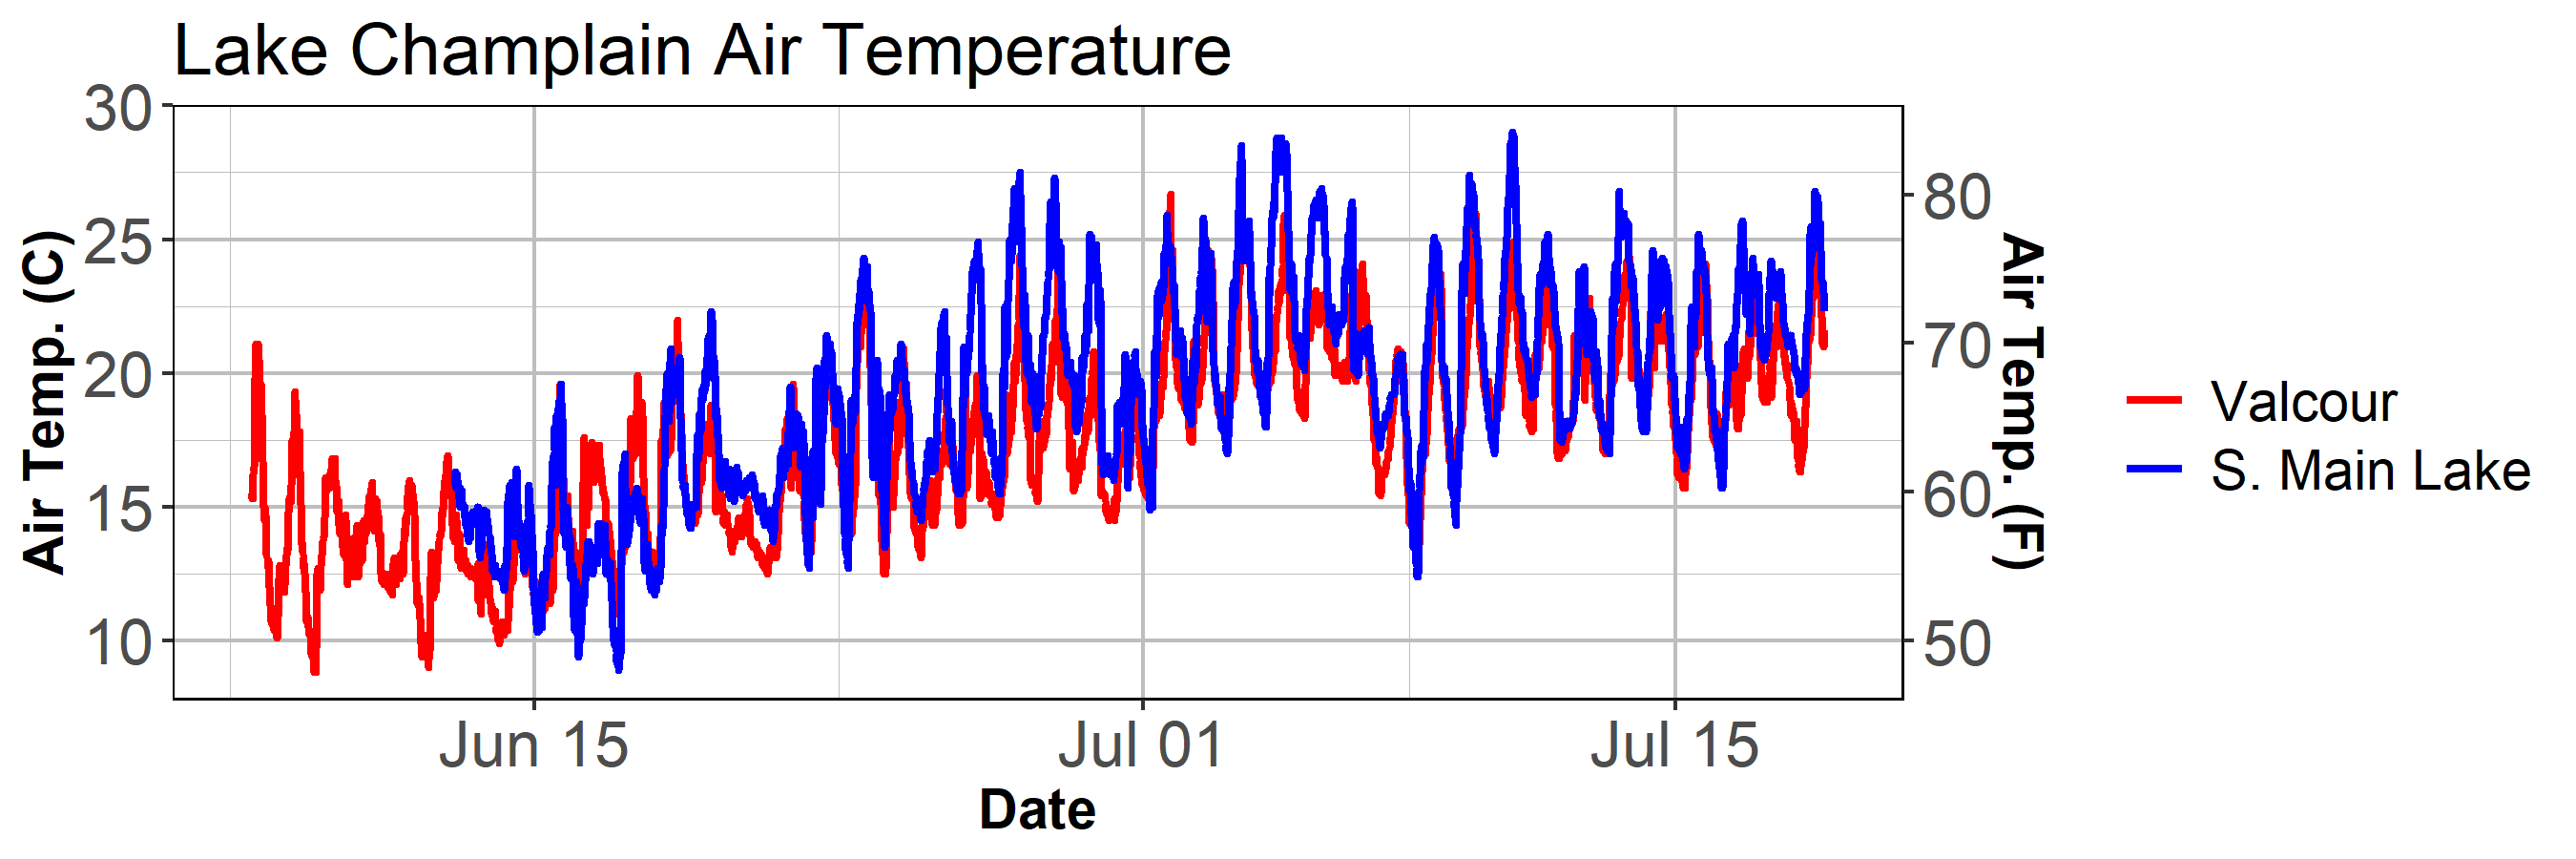 Lake Champlain Air Temperature
30
25
20
15
10
Air Temp. (C)
80
70
60
50
Air Temp. (F)
Jun 15
Jul 01
Jul 15
Date
Valcour
S. Main Lake